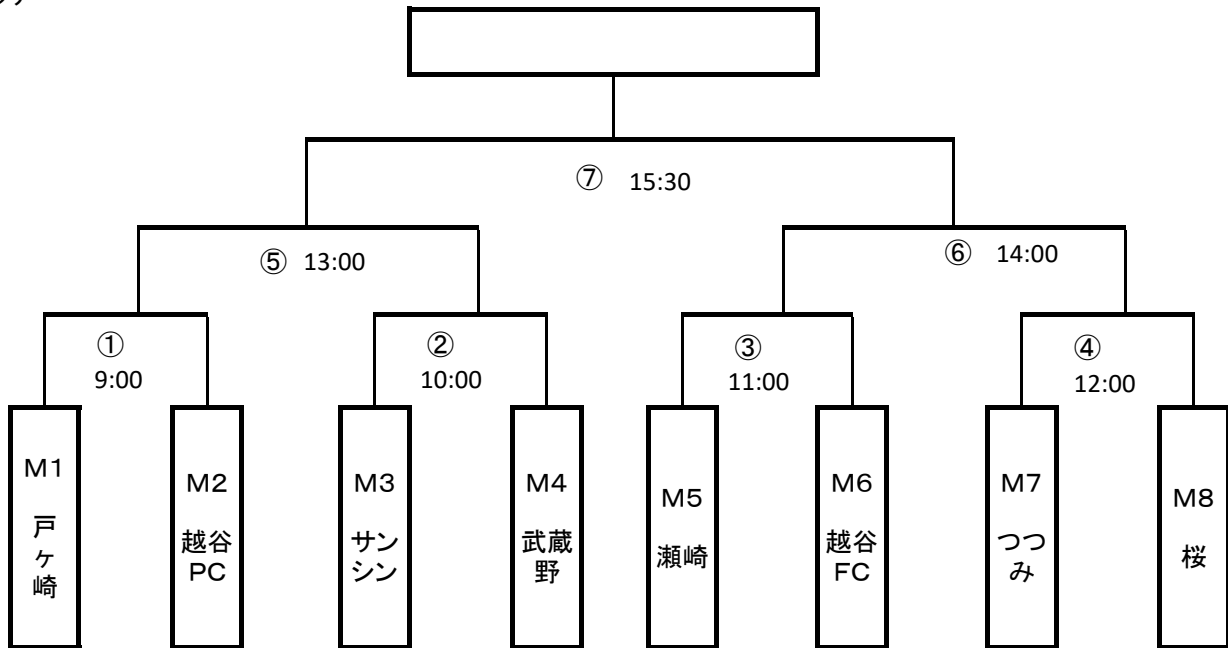 ⑦ 15:30
⑤ 13:00
⑥ 14:00
①
9:00
②
10:00
③
11:00
④
12:00
M1
戸
ヶ
崎
M2
越谷
PC
M3
サン
シン
M4
武蔵
野
M5
瀬崎
M6
越谷
FC
M7
つつ
み
M8
桜